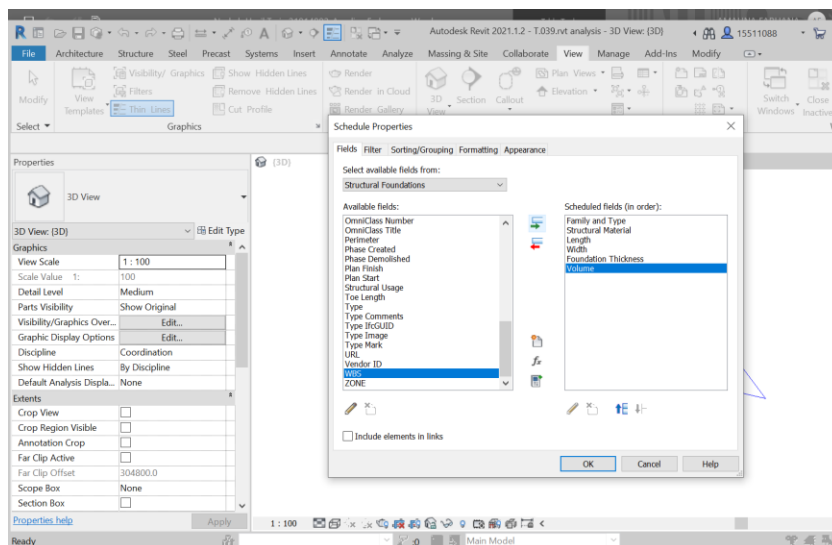 Autodesk Revit 2021.1.2 - T.039.rvt analysis - 3D View: {3D}
15511088
File Architecture Structure Steel Precast Systems Insert Annotate Analyze Massing & Site Collaborate View Manage Add-Ins Modify
Modify
View Templates
Visibility/ Graphics
Filters
Thin Lines
Show Hidden Lines
Remove Hidden Lines
Cut Profile
Render
Render in Cloud
Render Gallery
3D View
Section
Callout
Plan Views
Elevation
Switch Windows
Close Inactive
Select
Graphics
Properties
3D View
3D View: {3D}
Edit Type
Graphics
View Scale 1 : 100
Scale Value 1: 100
Detail Level Medium
Parts Visibility Show Original
Visibility/Graphics Over... Edit...
Graphic Display Options Edit...
Discipline Coordination
Show Hidden Lines By Discipline
Default Analysis Displa... None
Extents
Crop View
Crop Region Visible
Annotation Crop
Far Clip Active
Far Clip Offset 304800.0
Scope Box None
Section Box
Properties help
Apply
{3D}
Schedule Properties
Fields Filter Sorting/Grouping Formatting Appearance
Select available fields from:
Structural Foundations
Available fields:
OmniClass Number
OmniClass Title
Perimeter
Phase Created
Phase Demolished
Plan Finish
Plan Start
Structural Usage
Toe Length
Type
Type Comments
Type IfcGUID
Type Image
Type Mark
URL
Vendor ID
WBS
ZONE
Scheduled fields (in order):
Family and Type
Structural Material
Length
Width
Foundation Thickness
Volume
fx
Include elements in links
OK
Cancel
Help
1 : 100
Ready
:0
Main Model